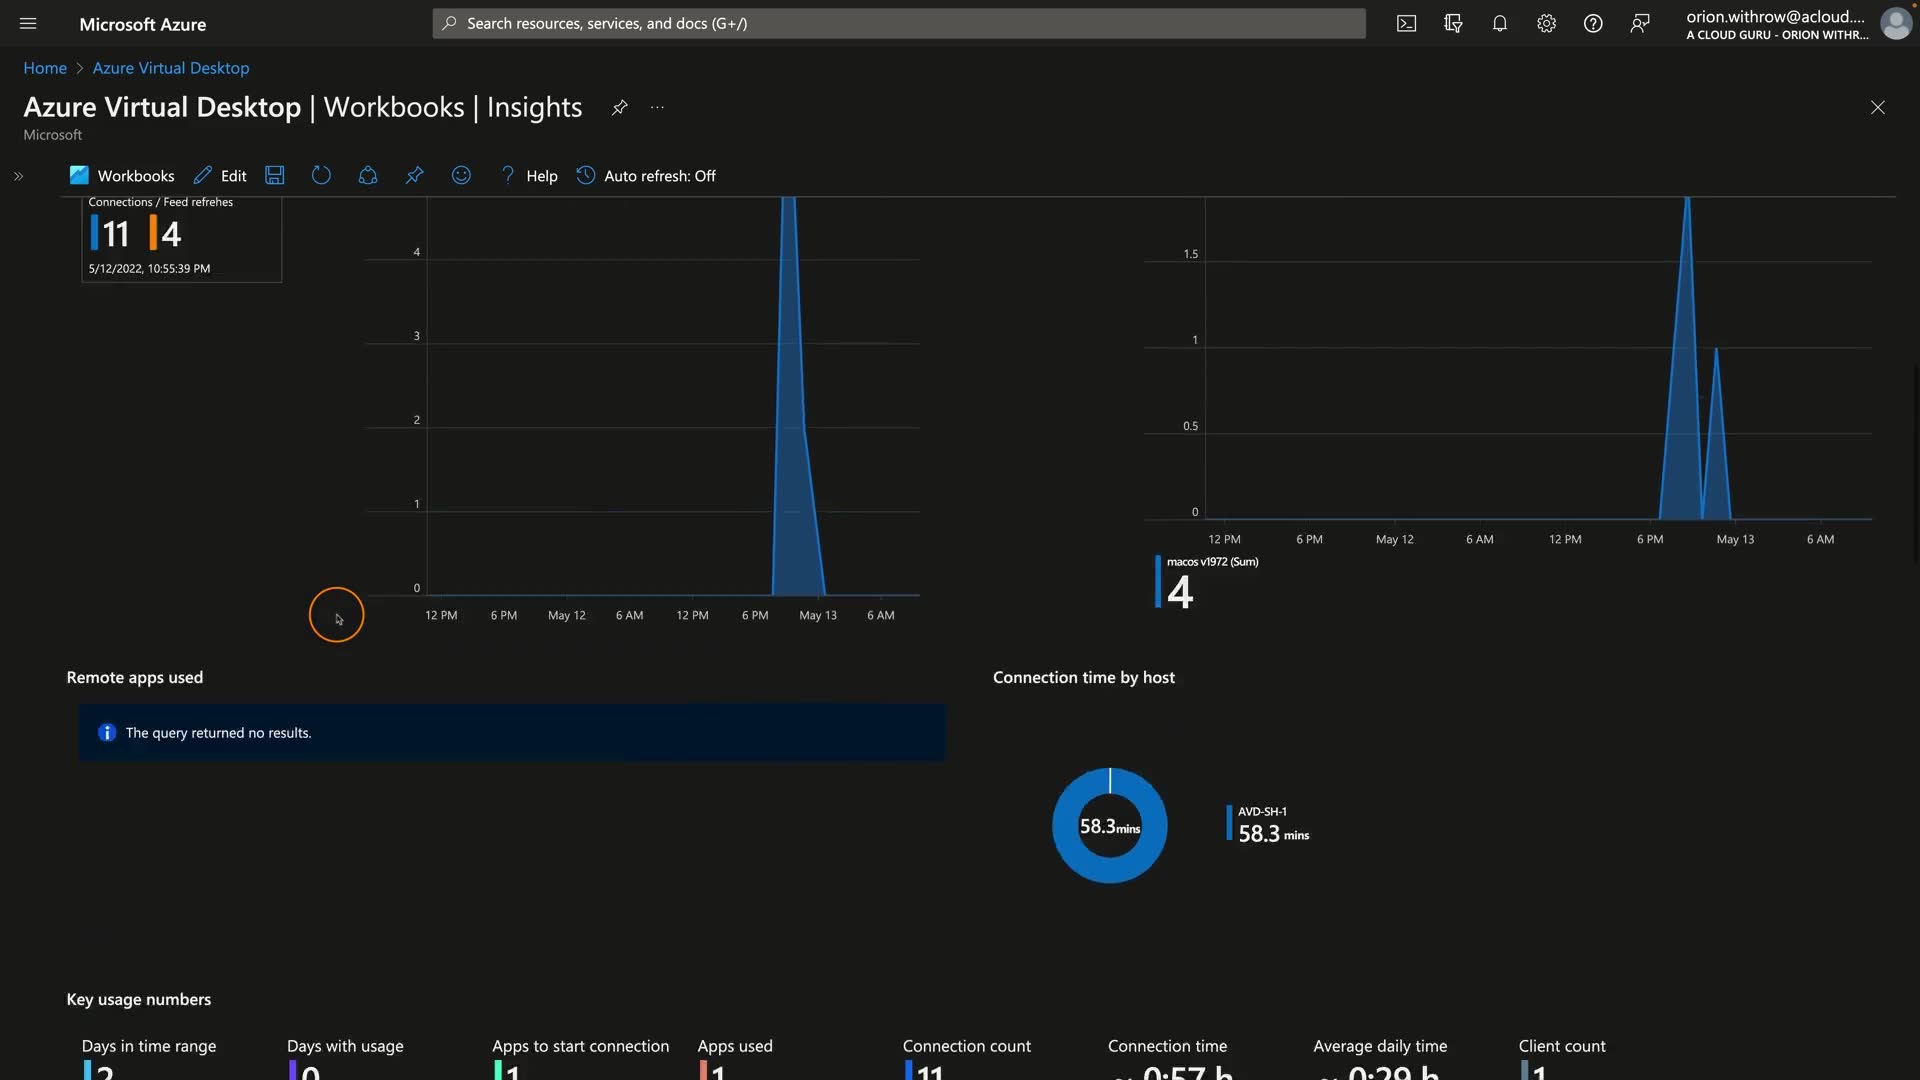 Microsoft Azure
Search resources, services, and docs (G+/)
orion.withrow@acloud....
A CLOUD GURU - ORION WITHR...
Home > Azure Virtual Desktop
Azure Virtual Desktop | Workbooks | Insights
Microsoft
Workbooks
Edit
Help
Auto refresh: Off
Connections / Feed refrehes
11 4
5/12/2022, 10:55:39 PM
4
3
2
1
0
12 PM 6 PM May 12 6 AM 12 PM 6 PM May 13 6 AM
1.5
1
0.5
0
12 PM 6 PM May 12 6 AM 12 PM 6 PM May 13 6 AM
macos v1972 (Sum)
4
Remote apps used
The query returned no results.
Connection time by host
58.3mins
AVD-SH-1
58.3 mins
Key usage numbers
Days in time range
2
Days with usage
0
Apps to start connection
1
Apps used
1
Connection count
11
Connection time
~ 0:57 h
Average daily time
~ 0:29 h
Client count
1